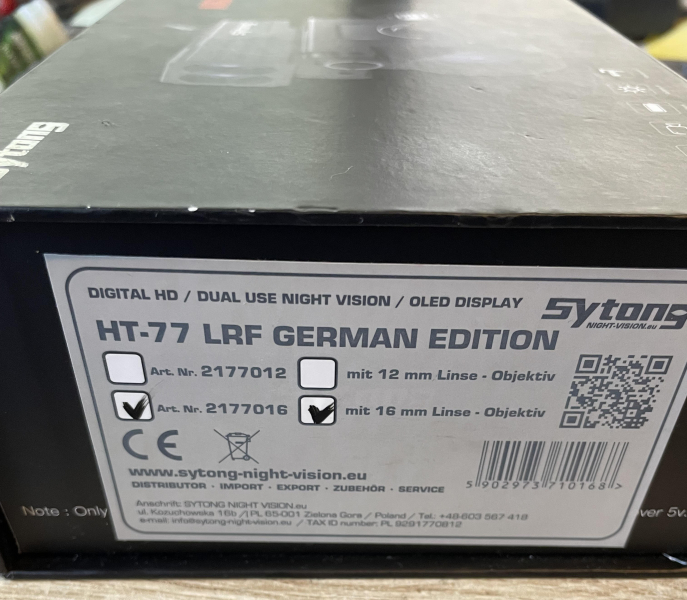 Sytong
DIGITAL HD / DUAL USE NIGHT VISION / OLED DISPLAY
Sytong
NIGHT-VISION.eu
HT-77 LRF GERMAN EDITION
Art. Nr. 2177012 mit 12 mm Linse - Objektiv
Art. Nr. 2177016 mit 16 mm Linse - Objektiv
CE
www.sytong-night-vision.eu
DISTRIBUTOR · IMPORT · EXPORT · ZUBEHÖR · SERVICE
5 902973 710168 >
Note : Only
ver 5v.
Anschrift: SYTONG NIGHT VISION.eu
ul. Kozuchowska 16b / PL 65-001 Zielona Gora / Poland / Tel.: +48-603 567 418
e-mail: info@sytong-night-vision.eu / TAX ID number: PL 9291770812